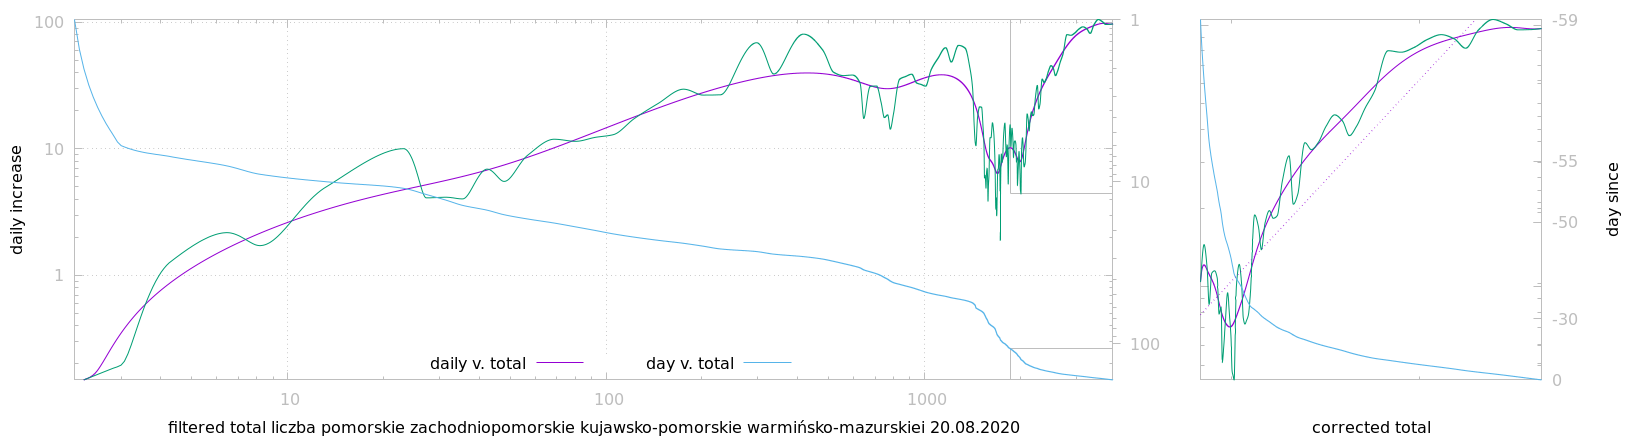 100
10
1
daily increase
10
100
1000
1
10
100
daily v. total
day v. total
filtered total liczba pomorskie zachodniopomorskie kujawsko-pomorskie warmińsko-mazurskiei 20.08.2020
-59
-55
-50
-30
0
day since
corrected total